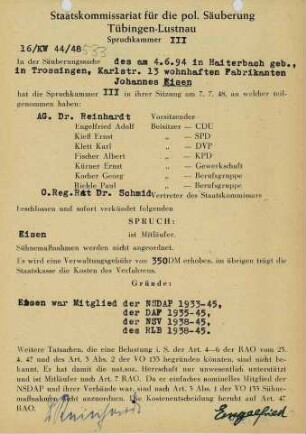 Staatskommissariat für die pol. Säuberung
Tübingen-Lustnau
Spruchkammer III
16/KW 44/48
In der Säuberungssache des am 4.6.94 in Haiterbach geb.,
in Trossingen, Karlstr. 13 wohnhaften Fabrikanten
Johannes Eisen
hat die Spruchkammer III in ihrer Sitzung am 7. 7. 48, an welcher teil-
genommen haben:
AG. Dr. Reinhardt Vorsitzender
Engelfried Adolf Beisitzer – CDU
Kieß Ernst „ – SPD
Klett Karl „ – DVP
Fischer Albert „ – KPD
Kürner Ernst „ – Gewerkschaft
Kocher Georg „ – Berufsgruppe
Bickle Paul „ – Berufsgruppe
O.Reg.Rat Dr. Schmid Vertreter des Staatskommissars
beschlossen und sofort verkündet folgenden
SPRUCH:
Eisen ist Mitläufer.
Sühnemaßnahmen werden nicht angeordnet.
Es wird eine Verwaltungsgebühr von 350 DM erhoben, im übrigen trägt die
Staatskasse die Kosten des Verfahrens.
Gründe:
Eisen war Mitglied der NSDAP 1933-45,
der DAF 1935-45,
der NSV 1938-45,
des RLB 1938-45.
Weitere Tatsachen, die eine Belastung i. S. der Art. 4–6 der RAO vom 25.
4. 47 und des Art. 3 Abs. 2 der VO 133 begründen könnten, sind nicht be-
kannt. Er hat damit die nat.soz. Herrschaft nur unwesentlich unterstützt
und ist Mitläufer nach Art. 7 RAO. Da er einfaches nominelles Mitglied der
NSDAP und ihrer Verbände war, sind nach Art. 3 Abs. 1 der VO 133 Sühne-
maßnahmen nicht anzuordnen. Die Kostenentscheidung beruht auf Art. 47
RAO.
Reinhardt Engelfried